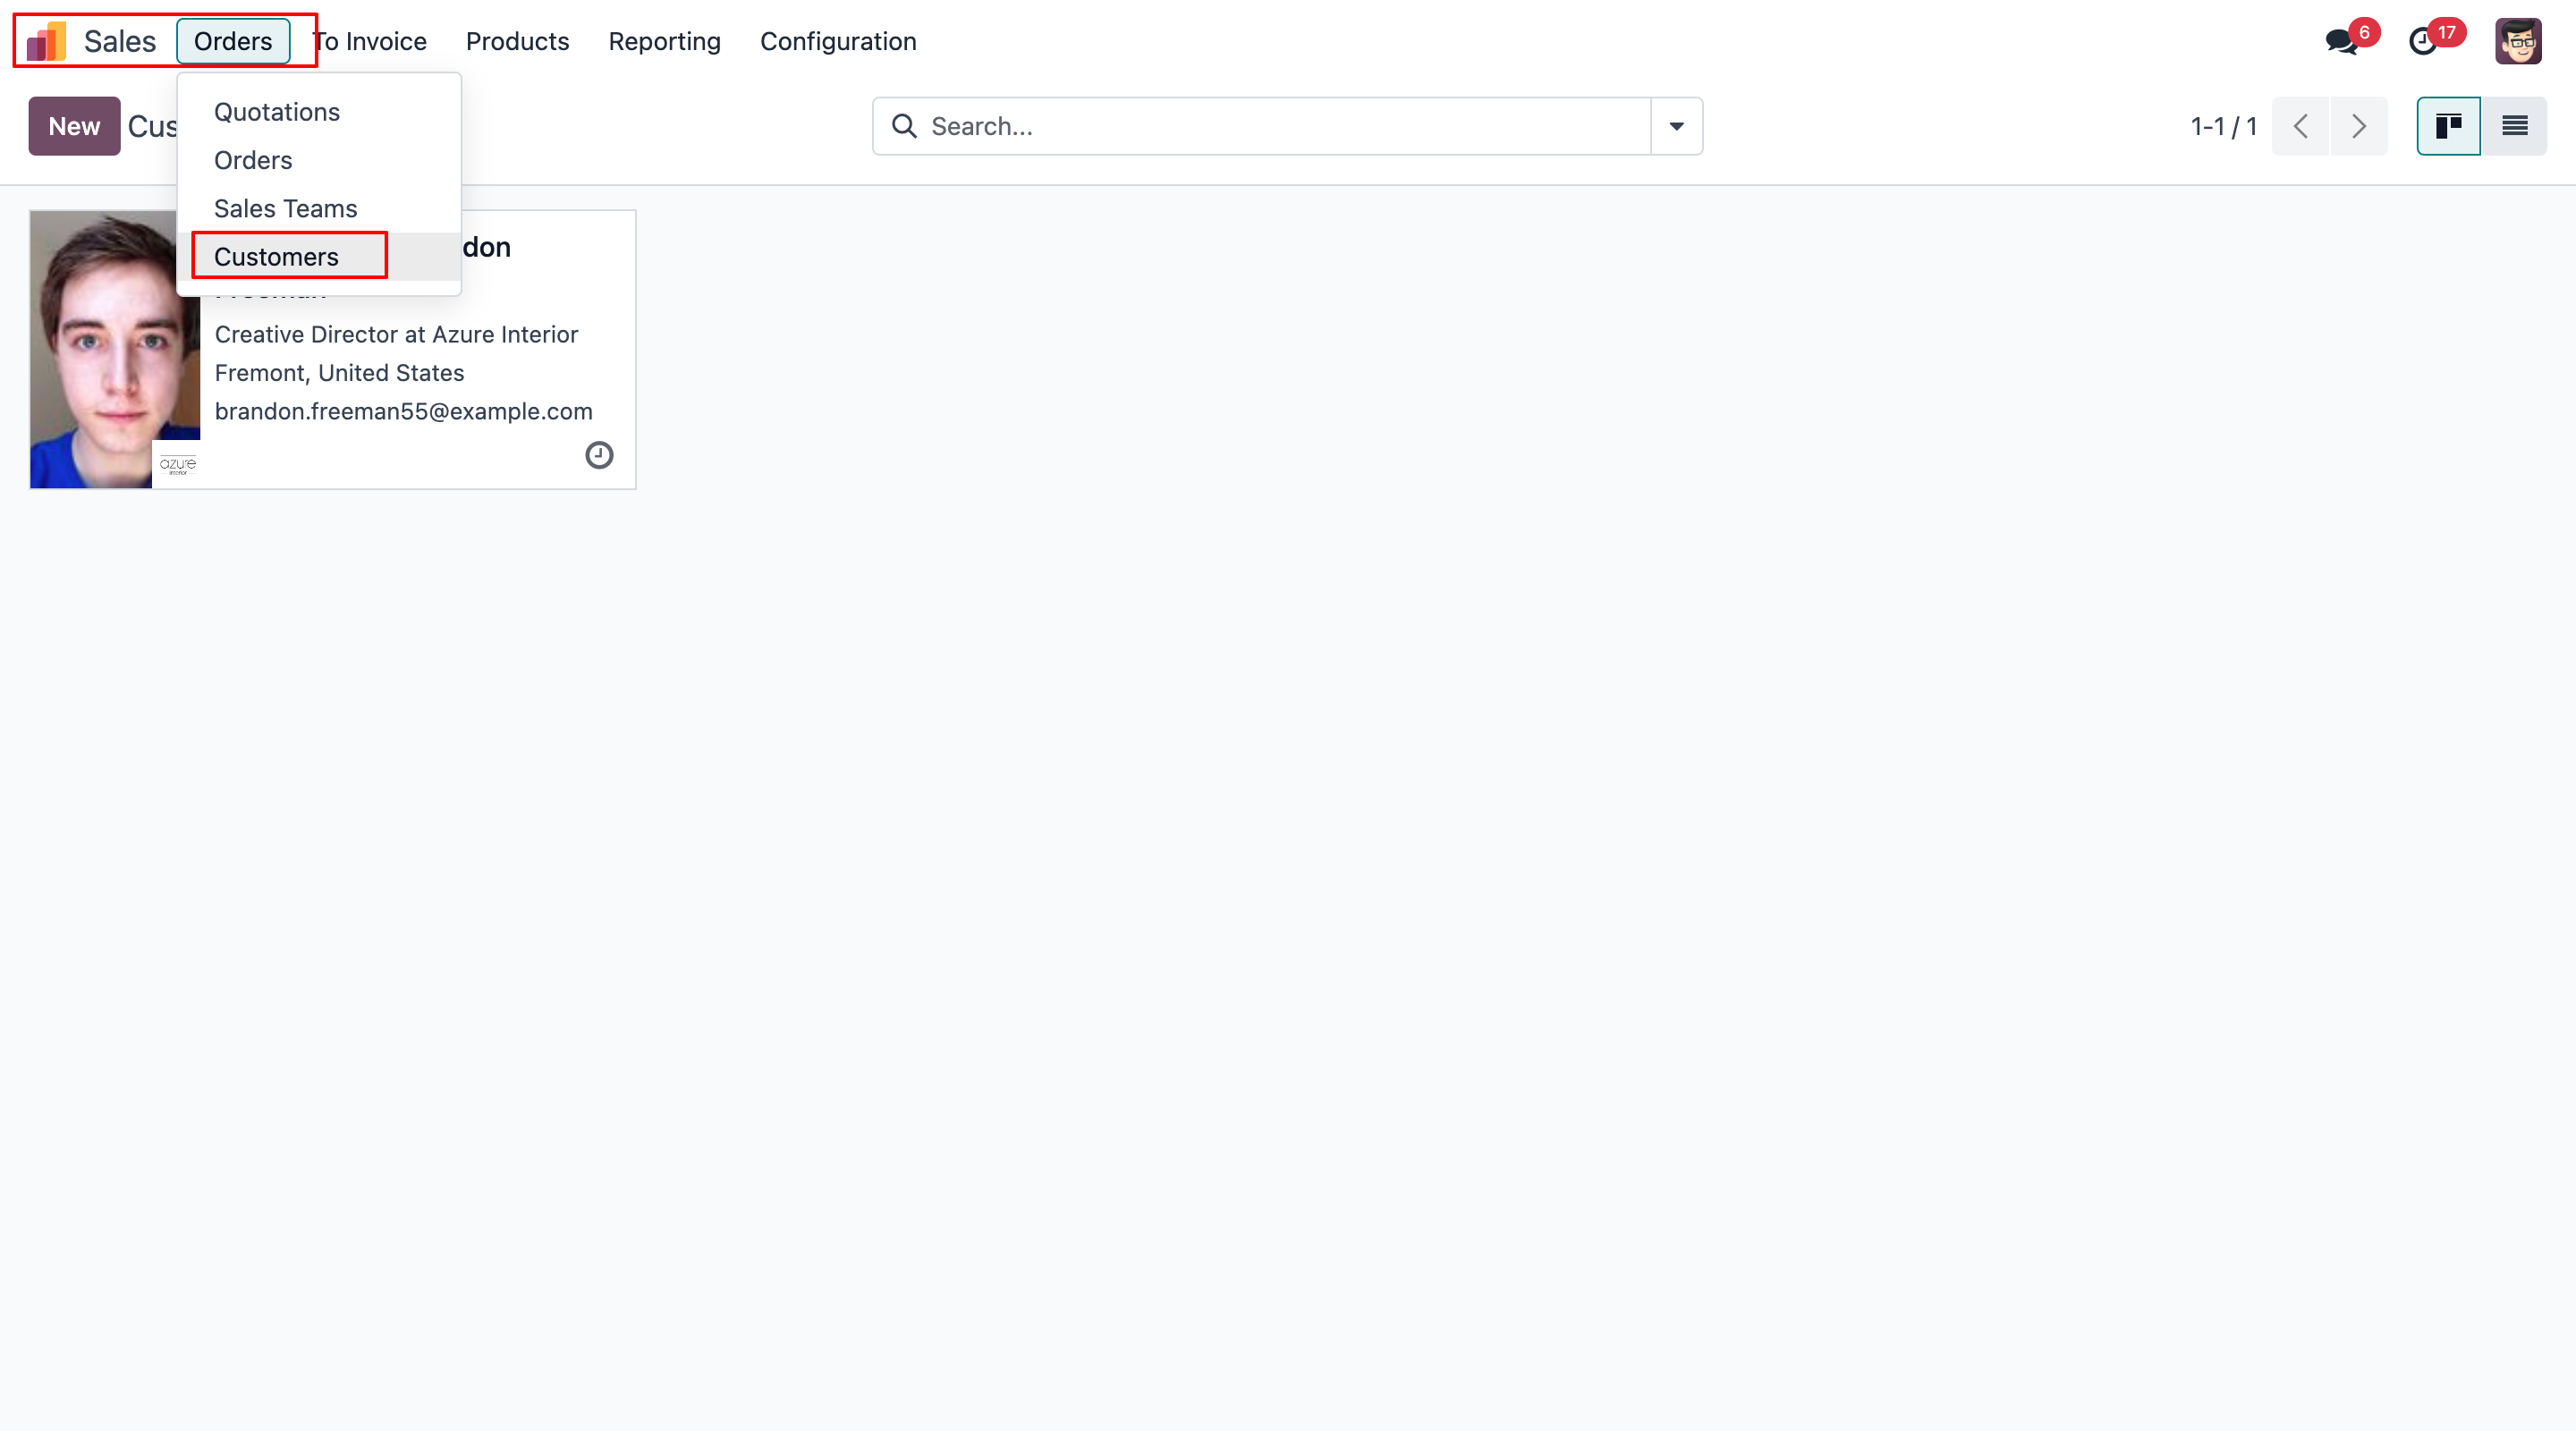 Sales Orders To Invoice Products Reporting Configuration 6 17
New Cus Search... 1-1 / 1
Quotations
Orders
Sales Teams
Customers
don
Creative Director at Azure Interior
Fremont, United States
brandon.freeman55@example.com
azure
interior